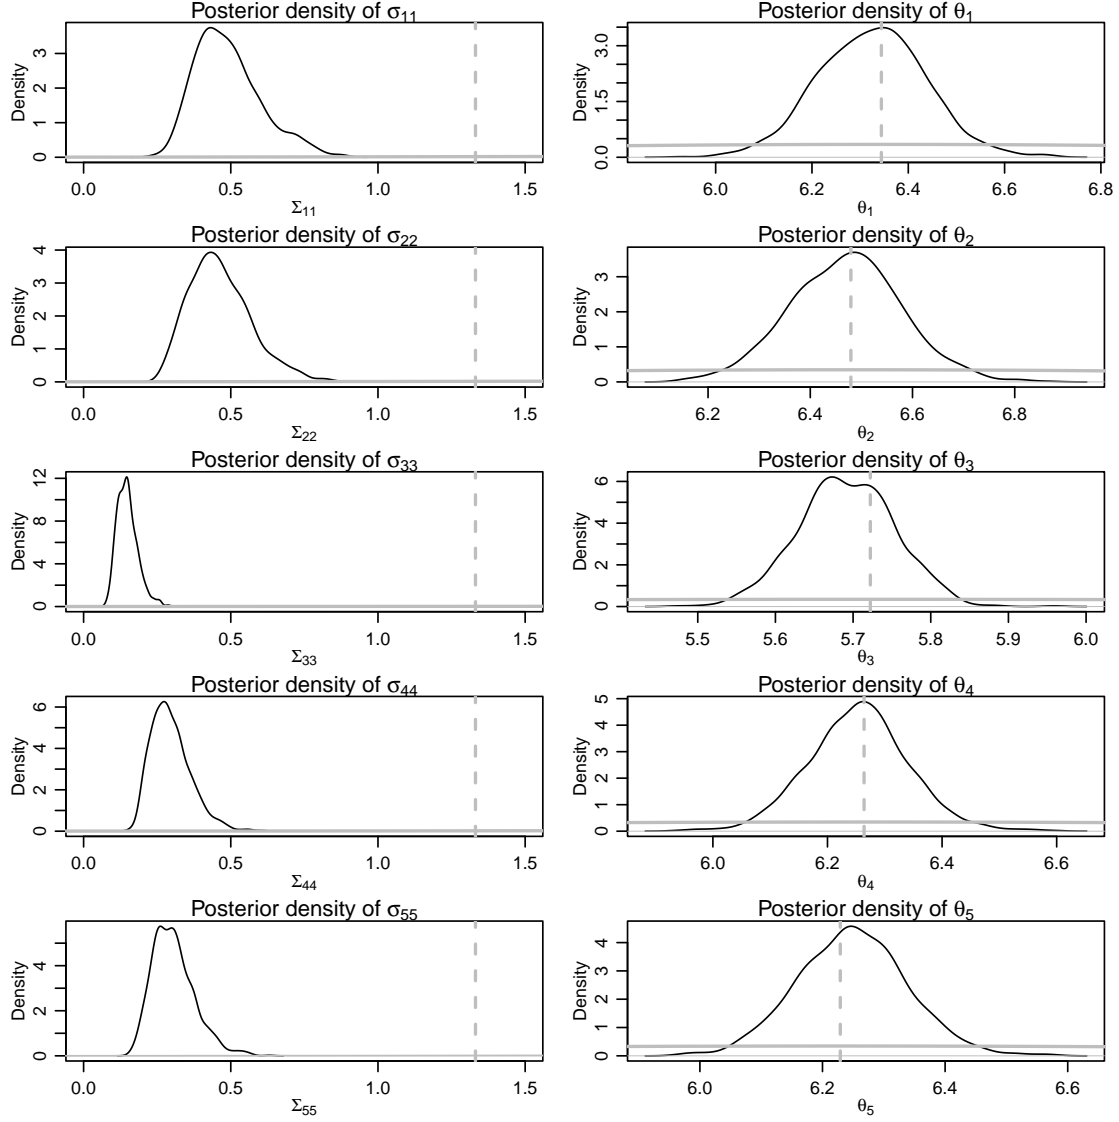 Posterior density of σ₁₁
Density
0 1 2 3
0.0 0.5 1.0 1.5
Σ₁₁
Posterior density of θ₁
Density
0.0 1.5 3.0
6.0 6.2 6.4 6.6 6.8
θ₁
Posterior density of σ₂₂
Density
0 1 2 3 4
0.0 0.5 1.0 1.5
Σ₂₂
Posterior density of θ₂
Density
0 1 2 3
6.2 6.4 6.6 6.8
θ₂
Posterior density of σ₃₃
Density
0 4 8 12
0.0 0.5 1.0 1.5
Σ₃₃
Posterior density of θ₃
Density
0 2 4 6
5.5 5.6 5.7 5.8 5.9 6.0
θ₃
Posterior density of σ₄₄
Density
0 2 4 6
0.0 0.5 1.0 1.5
Σ₄₄
Posterior density of θ₄
Density
0 1 2 3 4 5
6.0 6.2 6.4 6.6
θ₄
Posterior density of σ₅₅
Density
0 2 4
0.0 0.5 1.0 1.5
Σ₅₅
Posterior density of θ₅
Density
0 1 2 3 4
6.0 6.2 6.4 6.6
θ₅